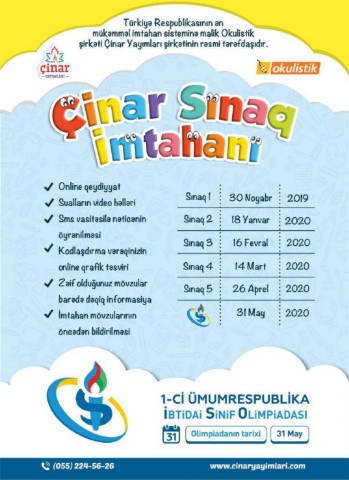 Türkiyə Respublikasının ən
mükəmməl imtahan sisteminə malik Okulistik
şirkəti Çinar Yayımları şirkətinin rəsmi tərəfdaşıdır.
çınar
okulistik
Çinar Sınaq
İmtahanı
Online qeydiyyat
Sualların video həlləri
Sms vasitəsilə nəticənin
öyrənilməsi
Kodlaşdırma vərəqinizin
online qrafik təsviri
Zəif olduğunuz mövzular
barədə dəqiq informasiya
İmtahan mövzularının
öncədən bildirilməsi
Sınaq 1 30 Noyabr 2019
Sınaq 2 18 Yanvar 2020
Sınaq 3 16 Fevral 2020
Sınaq 4 14 Mart 2020
Sınaq 5 26 Aprel 2020
31 May 2020
1-Cİ ÜMUMRESPUBLİKA
İBTİDAİ SİNİF OLİMPİADASI
31 Olimpiadanın tarixi 31 May
(055) 224-56-26
www.cinaryayimlari.com